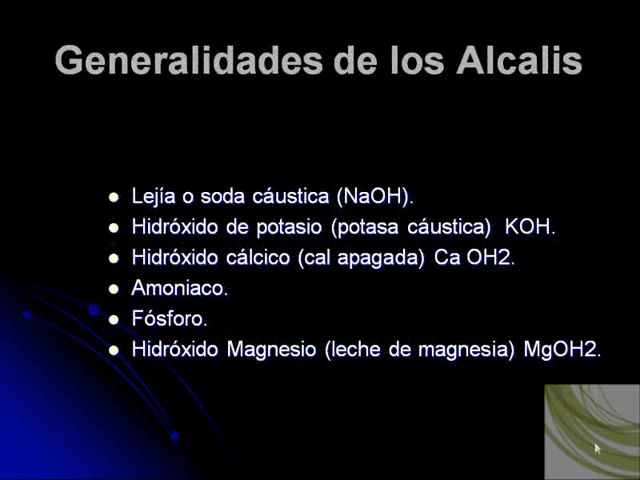 Generalidades de los Alcalis
Lejía o soda cáustica (NaOH).
Hidróxido de potasio (potasa cáustica) KOH.
Hidróxido cálcico (cal apagada) Ca OH2.
Amoniaco.
Fósforo.
Hidróxido Magnesio (leche de magnesia) MgOH2.